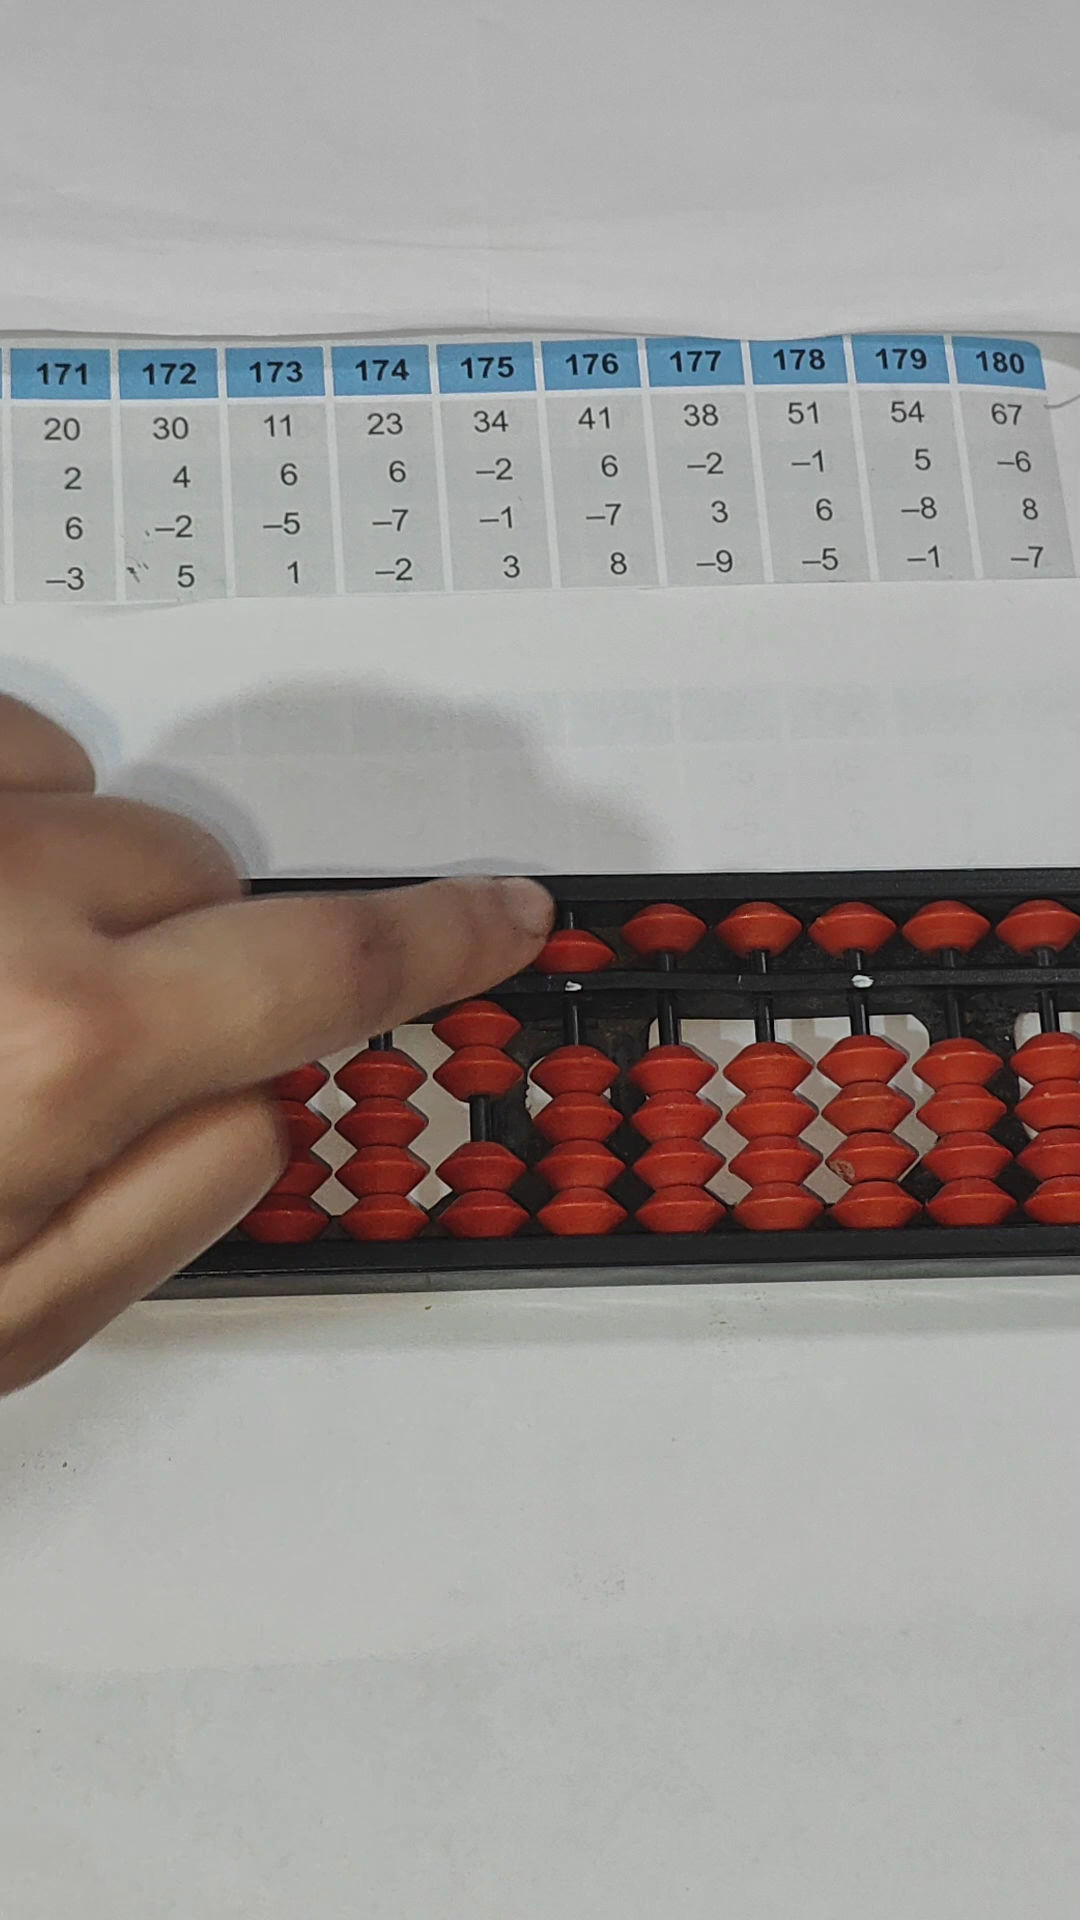 171 172 173 174 175 176 177 178 179 180
20 30 11 23 34 41 38 51 54 67
2 4 6 6 –2 6 –2 –1 5 –6
6 –2 –5 –7 –1 –7 3 6 –8 8
–3 5 1 –2 3 8 –9 –5 –1 –7